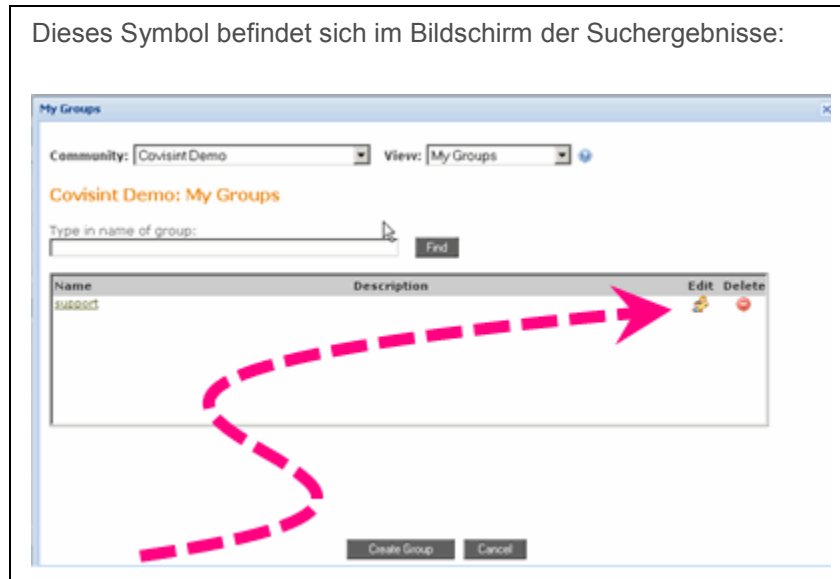 Dieses Symbol befindet sich im Bildschirm der Suchergebnisse:
My Groups
Community: Covisint Demo View: My Groups
Covisint Demo: My Groups
Type in name of group:
Find
Name Description Edit Delete
support
Create Group Cancel